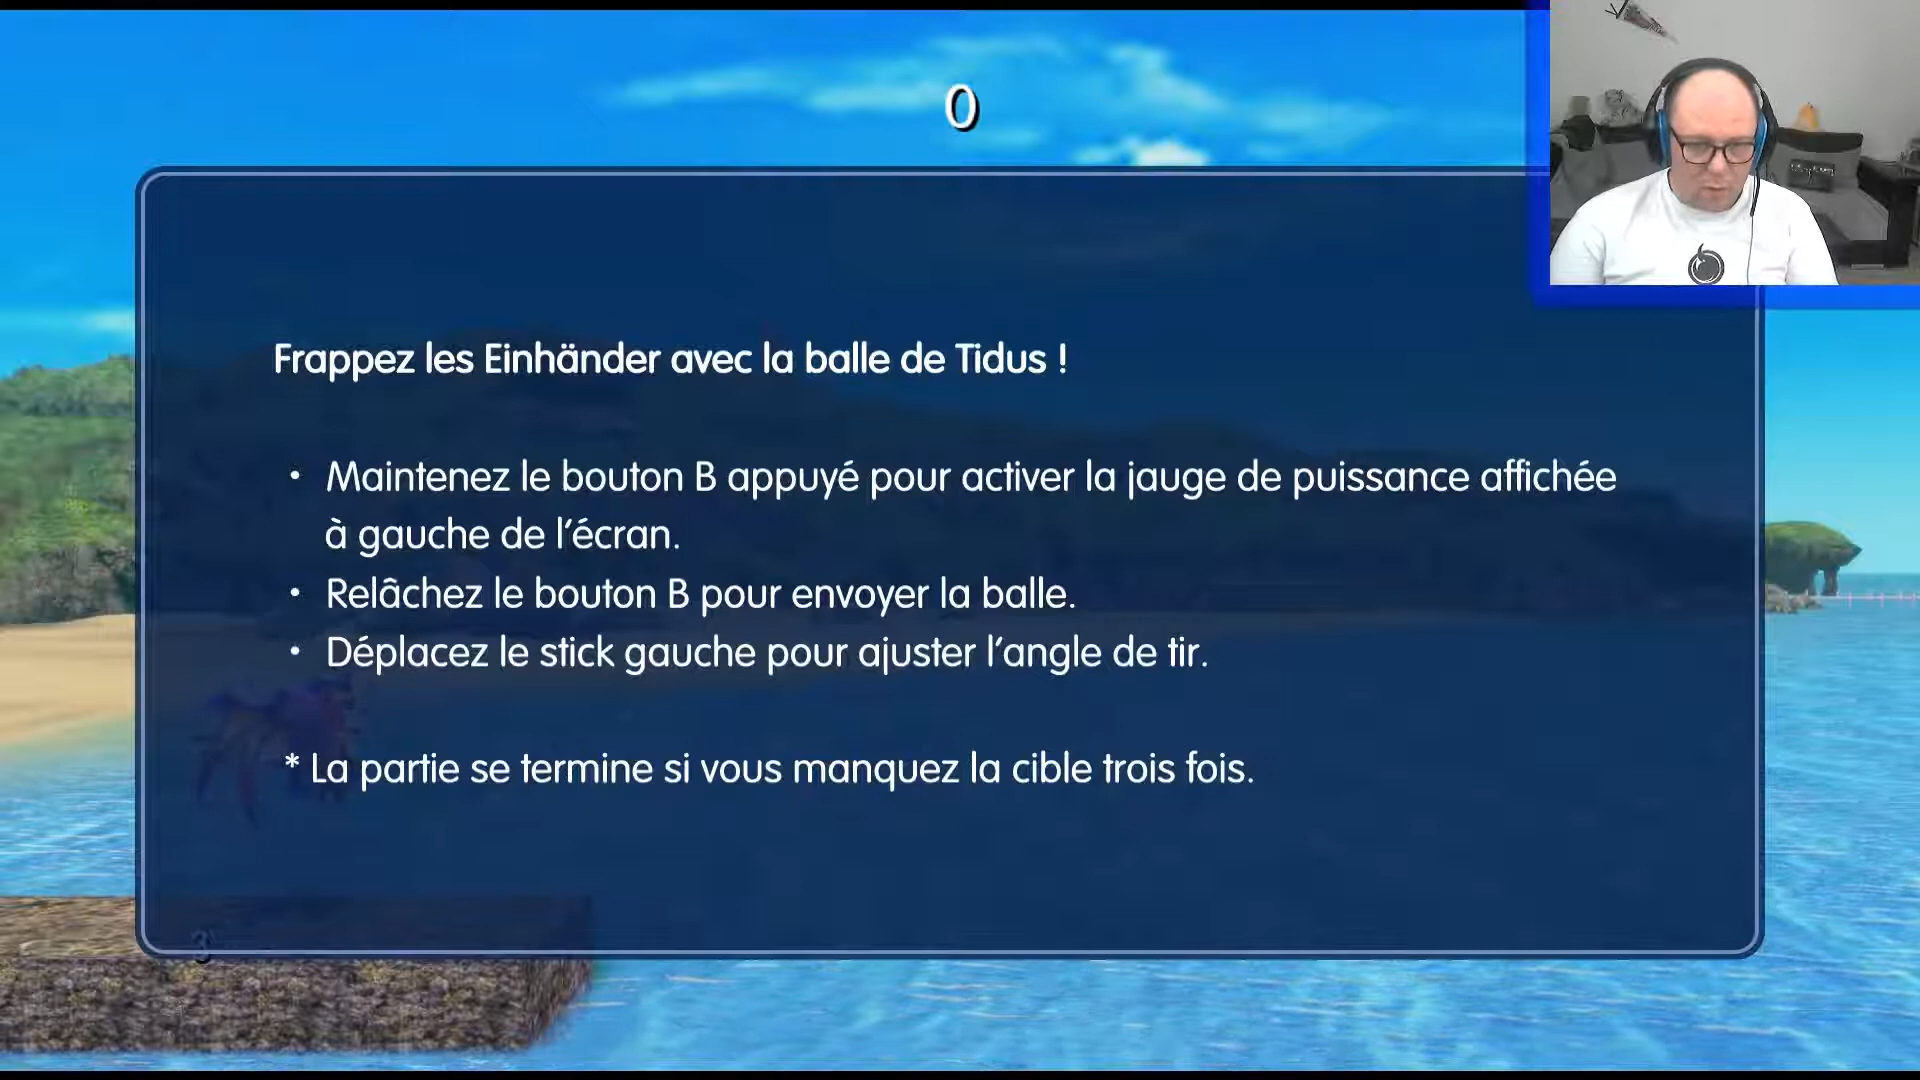 0
Frappez les Einhänder avec la balle de Tidus !
• Maintenez le bouton B appuyé pour activer la jauge de puissance affichée
à gauche de l'écran.
• Relâchez le bouton B pour envoyer la balle.
• Déplacez le stick gauche pour ajuster l'angle de tir.
* La partie se termine si vous manquez la cible trois fois.
3